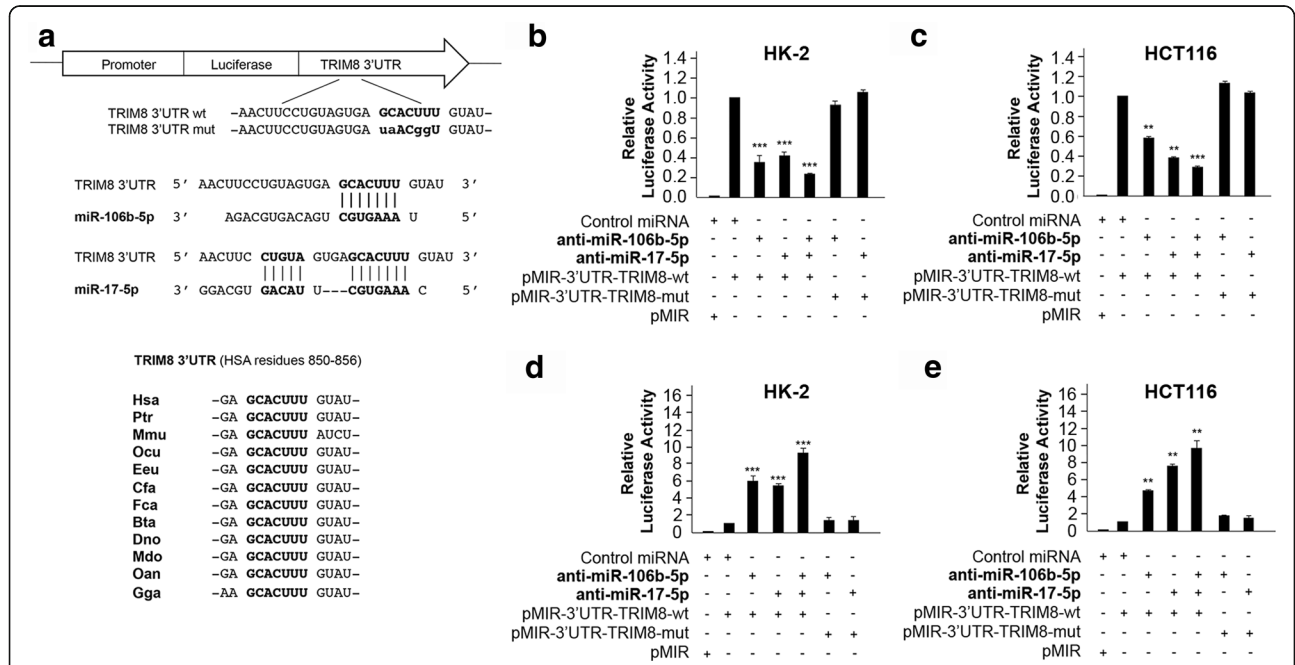 a
Promoter Luciferase TRIM8 3'UTR
TRIM8 3'UTR wt -AACUUCCUGUAGUGA GCACUUU GUAU-
TRIM8 3'UTR mut -AACUUCCUGUAGUGA uaACggU GUAU-
TRIM8 3'UTR 5' AACUUCCUGUAGUGA GCACUUU GUAU 3'
miR-106b-5p 3' AGACGUGACAGU CGUGAAA U 5'
TRIM8 3'UTR 5' AACUUC CUGUA GUGAGCACUUU GUAU 3'
miR-17-5p 3' GGACGU GACAU U---CGUGAAA C 5'
TRIM8 3'UTR (HSA residues 850-856)
Hsa -GA GCACUUU GUAU-
Ptr -GA GCACUUU GUAU-
Mmu -GA GCACUUU AUCU-
Ocu -GA GCACUUU GUAU-
Eeu -GA GCACUUU GUAU-
Cfa -GA GCACUUU GUAU-
Fca -GA GCACUUU GUAU-
Bta -GA GCACUUU GUAU-
Dno -GA GCACUUU GUAU-
Mdo -GA GCACUUU GUAU-
Oan -GA GCACUUU GUAU-
Gga -AA GCACUUU GUAU-
b
HK-2
Relative
Luciferase Activity
1.4
1.2
1.0
0.8
0.6
0.4
0.2
0.0
*** *** ***
Control miRNA + + - - - - -
anti-miR-106b-5p - - + - + + -
anti-miR-17-5p - - - + + - +
pMIR-3'UTR-TRIM8-wt - + + + + - -
pMIR-3'UTR-TRIM8-mut - - - - - + +
pMIR + - - - - - -
c
HCT116
Relative
Luciferase Activity
1.4
1.2
1.0
0.8
0.6
0.4
0.2
0.0
** ** ***
Control miRNA + + - - - - -
anti-miR-106b-5p - - + - + + -
anti-miR-17-5p - - - + + - +
pMIR-3'UTR-TRIM8-wt - + + + + - -
pMIR-3'UTR-TRIM8-mut - - - - - + +
pMIR + - - - - - -
d
HK-2
Relative
Luciferase Activity
16
14
12
10
8
6
4
2
0
*** *** ***
Control miRNA + + - - - - -
anti-miR-106b-5p - - + - + + -
anti-miR-17-5p - - - + + - +
pMIR-3'UTR-TRIM8-wt - + + + + - -
pMIR-3'UTR-TRIM8-mut - - - - - + +
pMIR + - - - - - -
e
HCT116
Relative
Luciferase Activity
16
14
12
10
8
6
4
2
0
** ** **
Control miRNA + + - - - - -
anti-miR-106b-5p - - + - + + -
anti-miR-17-5p - - - + + - +
pMIR-3'UTR-TRIM8-wt - + + + + - -
pMIR-3'UTR-TRIM8-mut - - - - - + +
pMIR + - - - - - -